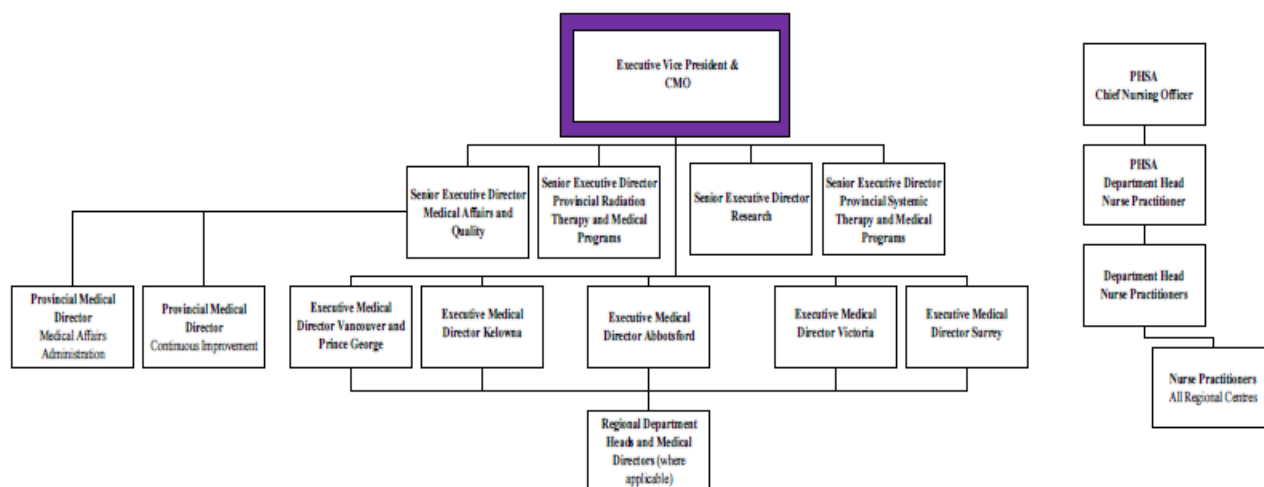 Executive Vice President &
CMO
PHSA
Chief Nursing Officer
Senior Executive Director
Medical Affairs and
Quality
Senior Executive Director
Provincial Radiation
Therapy and Medical
Programs
Senior Executive Director
Research
Senior Executive Director
Provincial Systemic
Therapy and Medical
Programs
PHSA
Department Head
Nurse Practitioner
Provincial Medical
Director
Medical Affairs
Administration
Provincial Medical
Director
Continuous Improvement
Executive Medical
Director Vancouver and
Prince George
Executive Medical
Director Kelowna
Executive Medical
Director Abbotsford
Executive Medical
Director Victoria
Executive Medical
Director Surrey
Department Head
Nurse Practitioners
Nurse Practitioners
All Regional Centres
Regional Department
Heads and Medical
Directors (where
applicable)